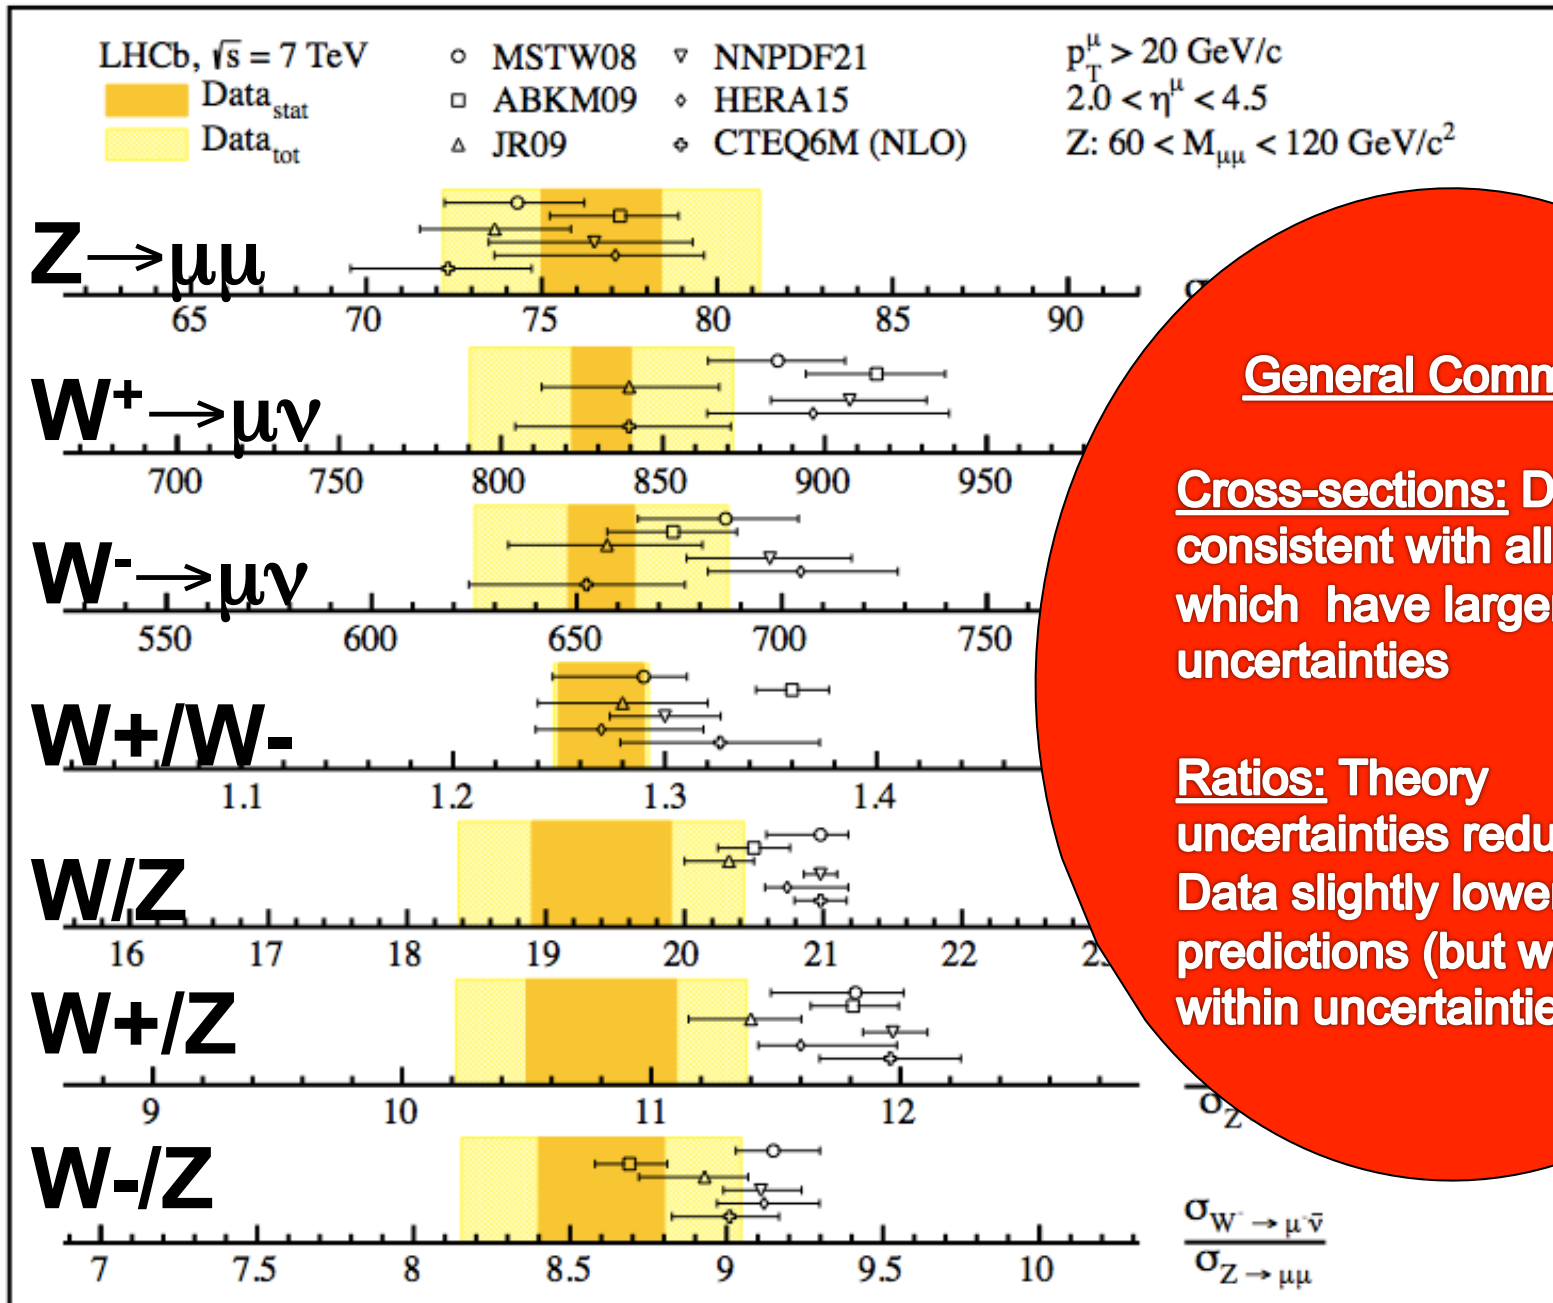 LHCb, √s = 7 TeV
Data_stat
Data_tot
MSTW08
ABKM09
JR09
NNPDF21
HERA15
CTEQ6M (NLO)
p_T^μ > 20 GeV/c
2.0 < η^μ < 4.5
Z: 60 < M_μμ < 120 GeV/c²
Z→μμ
65 70 75 80 85 90
W⁺→μν
700 750 800 850 900 950
W⁻→μν
550 600 650 700 750
W+/W-
1.1 1.2 1.3 1.4
W/Z
16 17 18 19 20 21 22
W+/Z
9 10 11 12
σ_Z
W-/Z
7 7.5 8 8.5 9 9.5 10
σ_W⁻ → μ⁻ν̄
σ_Z → μμ
General Comm
Cross-sections: D
consistent with all
which have large
uncertainties
Ratios: Theory
uncertainties redu
Data slightly lowe
predictions (but w
within uncertaintie